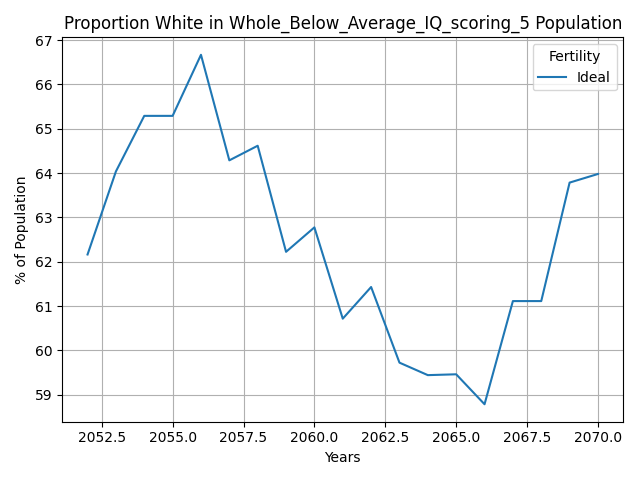 Proportion White in Whole_Below_Average_IQ_scoring_5 Population
67
66
65
64
63
62
61
60
59
% of Population
Fertility
Ideal
2052.5 2055.0 2057.5 2060.0 2062.5 2065.0 2067.5 2070.0
Years